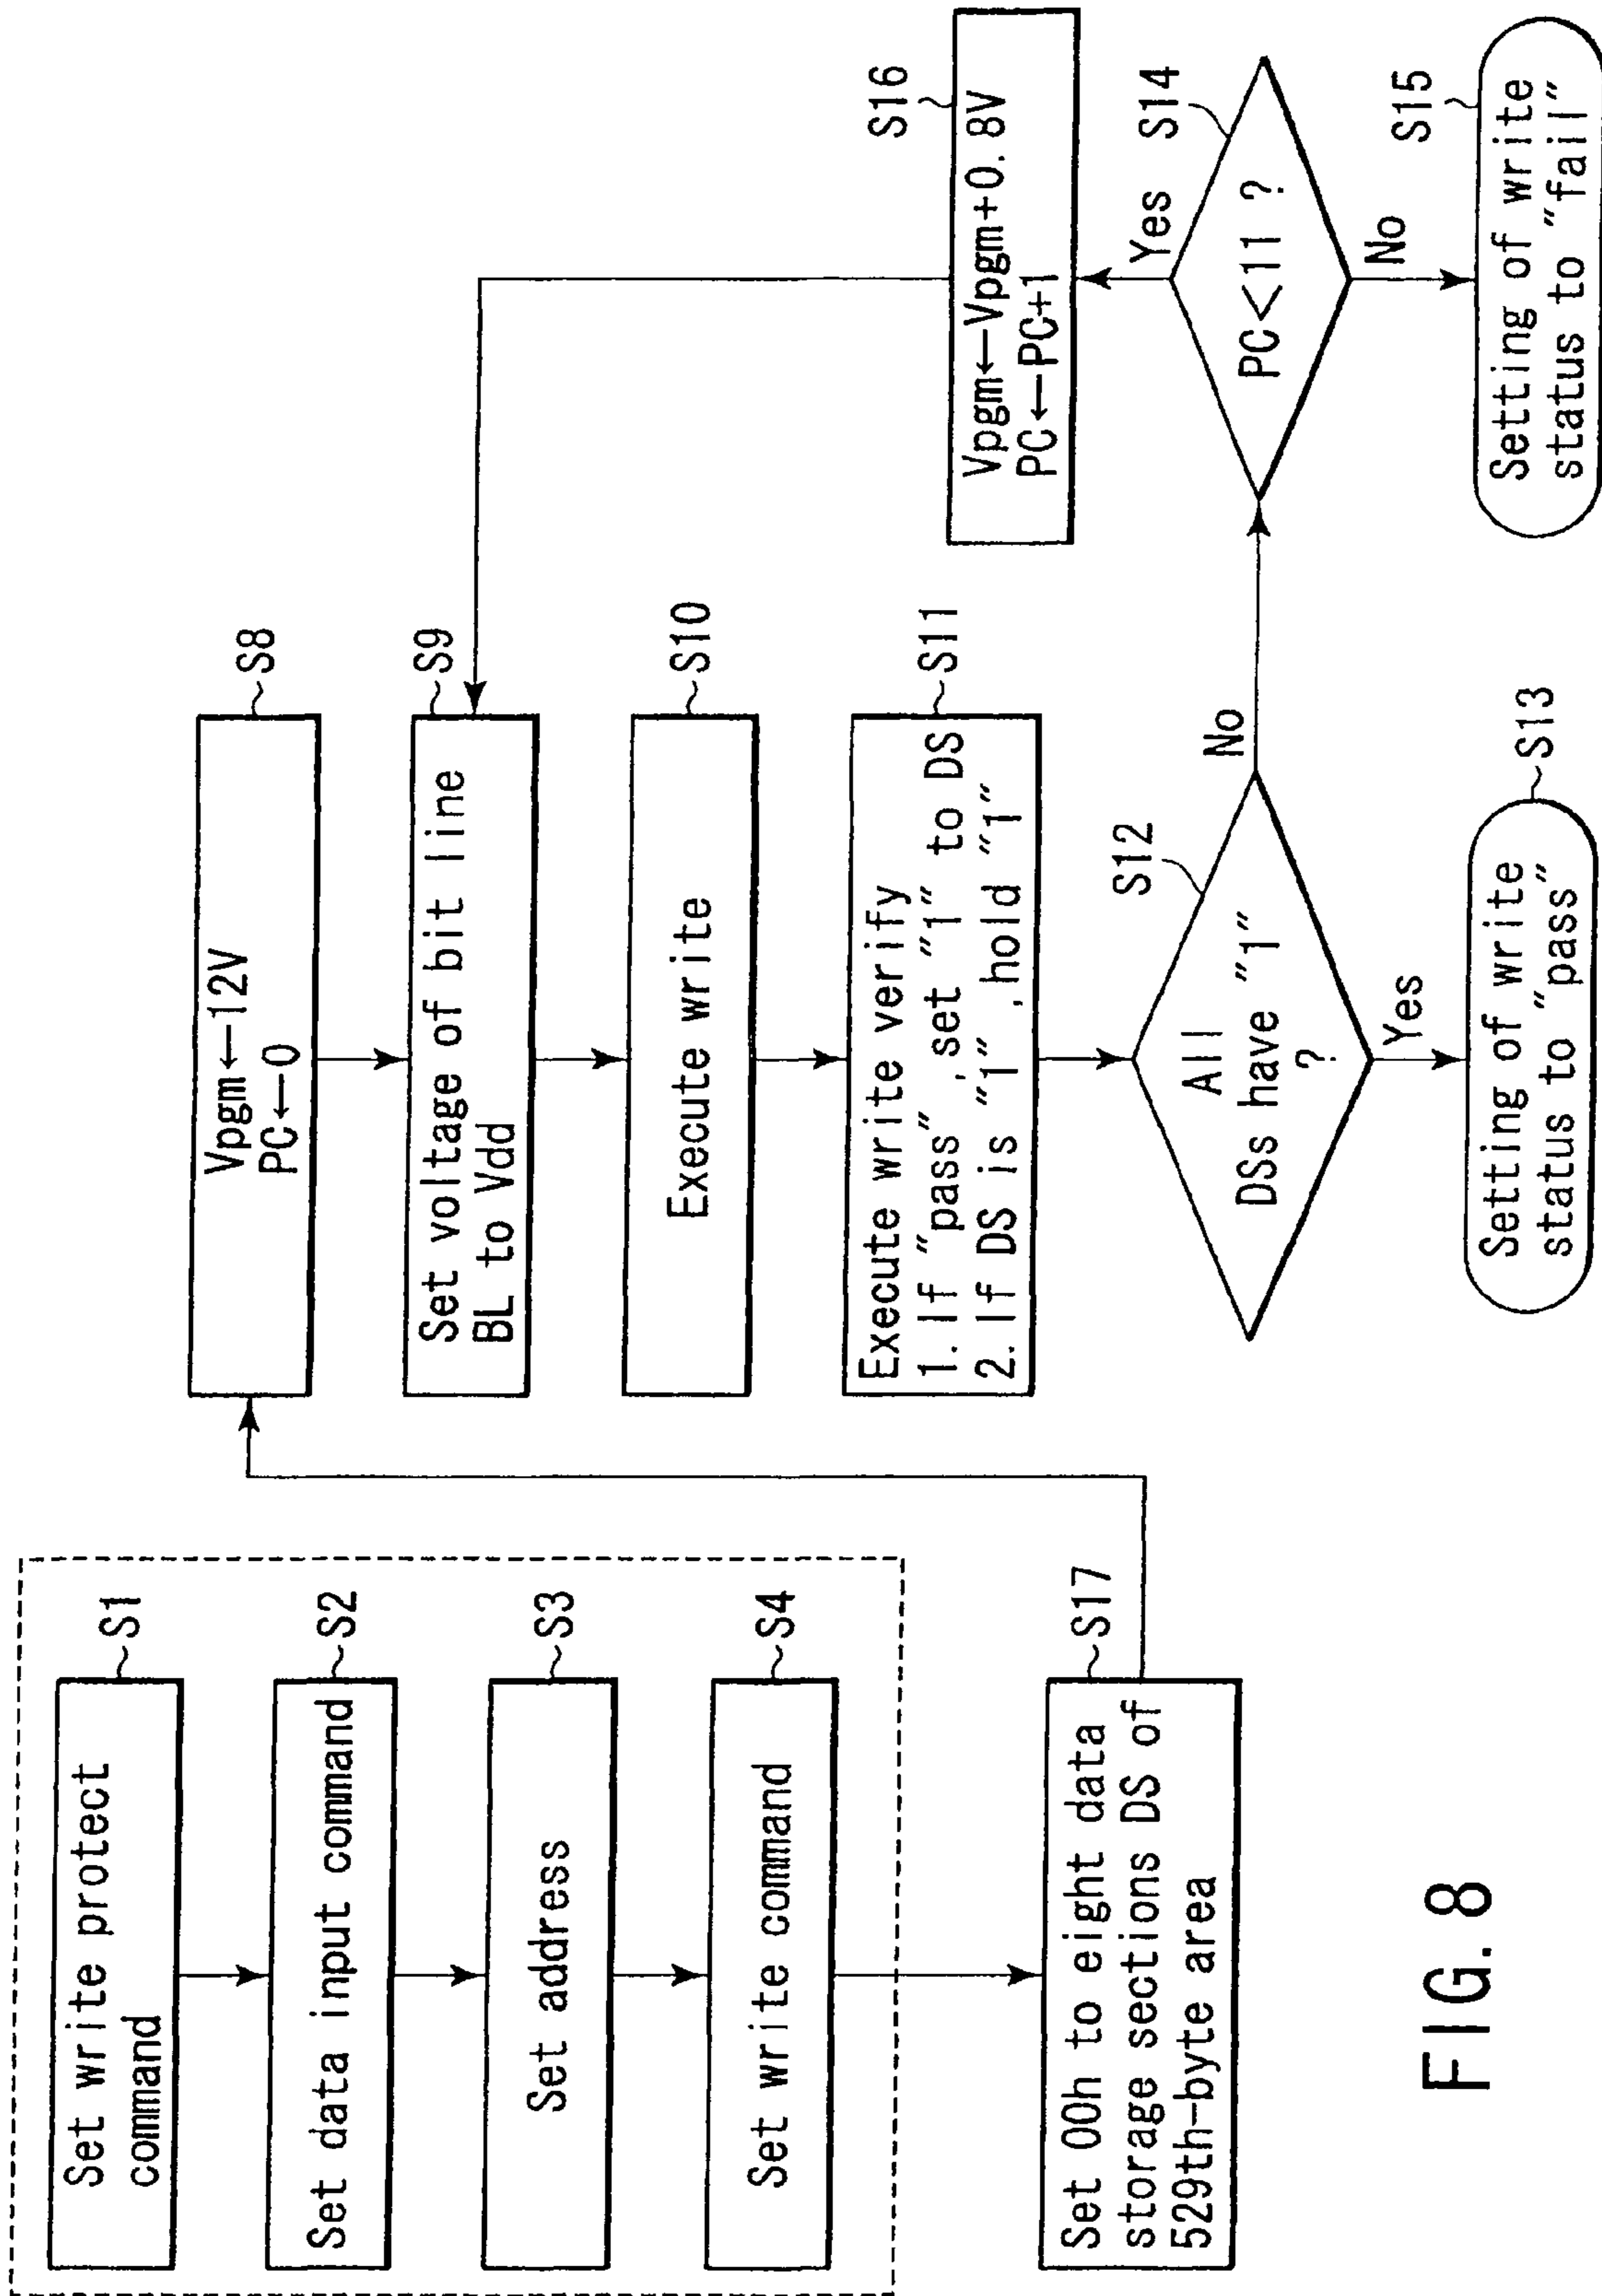 Set write protect
command
S1
Set data input command
S2
Set address
S3
Set write command
S4
Set 00h to eight data
storage sections DS of
529th-byte area
S17
Vpgm←12V
PC←0
S8
Set voltage of bit line
BL to Vdd
S9
Execute write
S10
Execute write verify
1. If "pass",set "1" to DS
2. If DS is "1",hold "1"
S11
All
DSs have "1"
?
S12
No
Yes
Setting of write
status to "pass"
S13
Vpgm←Vpgm+0.8V
PC←PC+1
S16
Yes
PC<11 ?
S14
No
Setting of write
status to "fail"
S15
FIG. 8